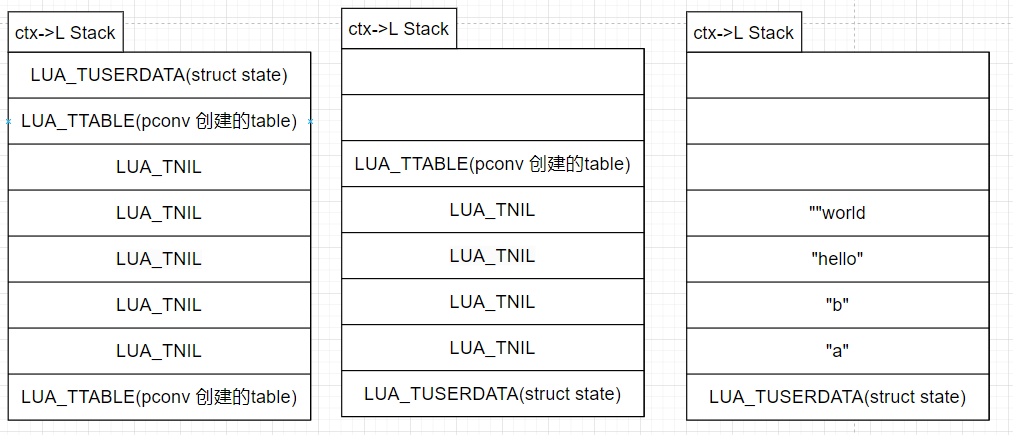 ctx->L Stack
LUA_TUSERDATA(struct state)
LUA_TTABLE(pconv 创建的table)
LUA_TNIL
LUA_TNIL
LUA_TNIL
LUA_TNIL
LUA_TNIL
LUA_TTABLE(pconv 创建的table)
ctx->L Stack
LUA_TTABLE(pconv 创建的table)
LUA_TNIL
LUA_TNIL
LUA_TNIL
LUA_TNIL
LUA_TUSERDATA(struct state)
ctx->L Stack
""world
"hello"
"b"
"a"
LUA_TUSERDATA(struct state)